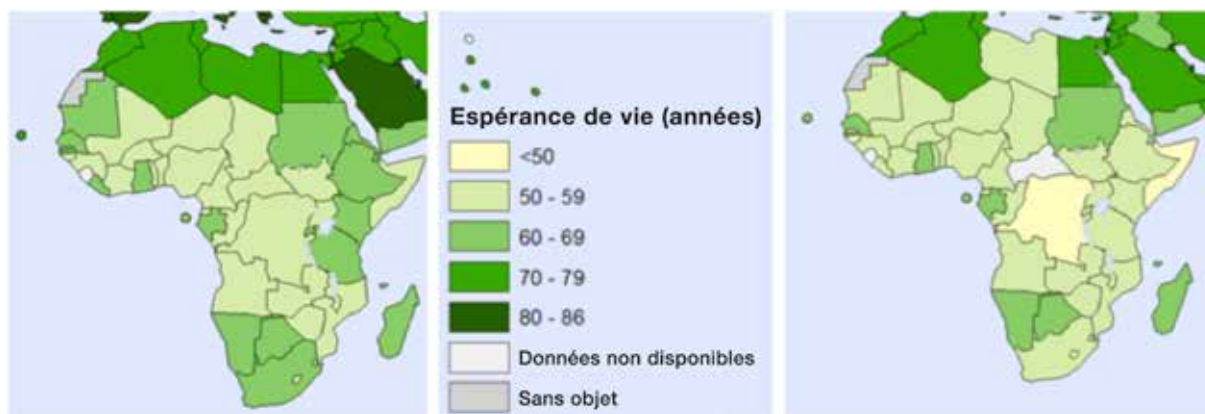 Espérance de vie (années)
<50
50 - 59
60 - 69
70 - 79
80 - 86
Données non disponibles
Sans objet